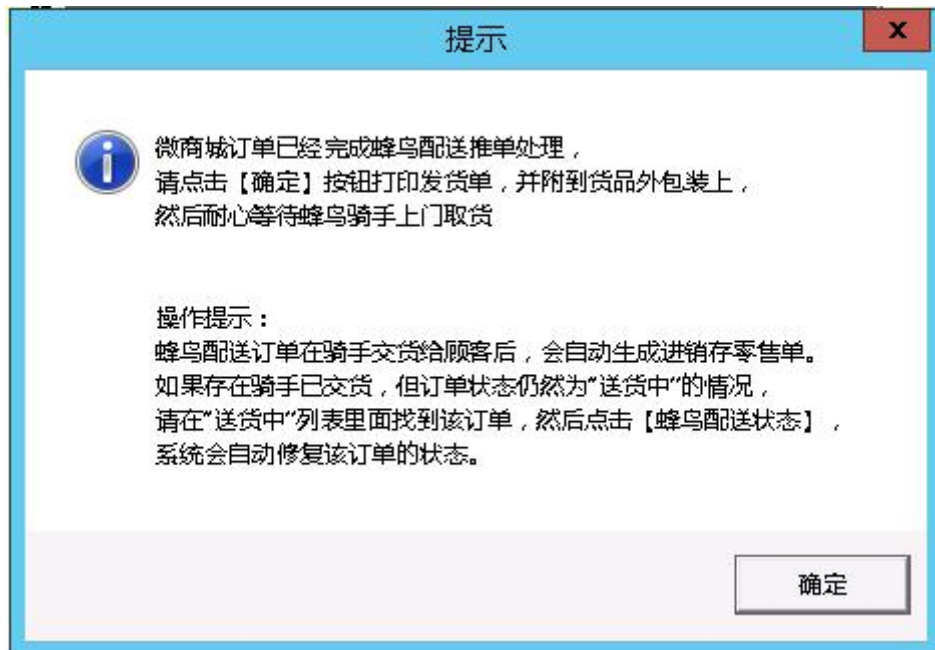 提示
x
微商城订单已经完成蜂鸟配送推单处理，
请点击【确定】按钮打印发货单，并附到货品外包装上，
然后耐心等待蜂鸟骑手上门取货
操作提示：
蜂鸟配送订单在骑手交货给顾客后，会自动生成进销存零售单。
如果存在骑手已交货，但订单状态仍然为"送货中"的情况，
请在"送货中"列表里面找到该订单，然后点击【蜂鸟配送状态】，
系统会自动修复该订单的状态。
确定